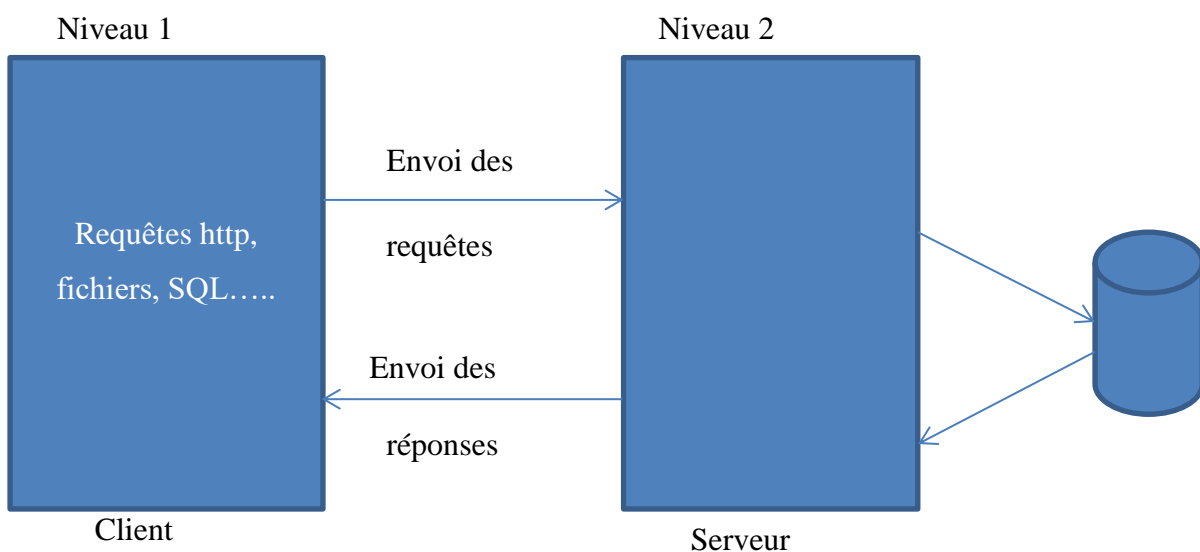 Niveau 1
Niveau 2
Requêtes http,
fichiers, SQL…..
Envoi des
requêtes
Envoi des
réponses
Client
Serveur